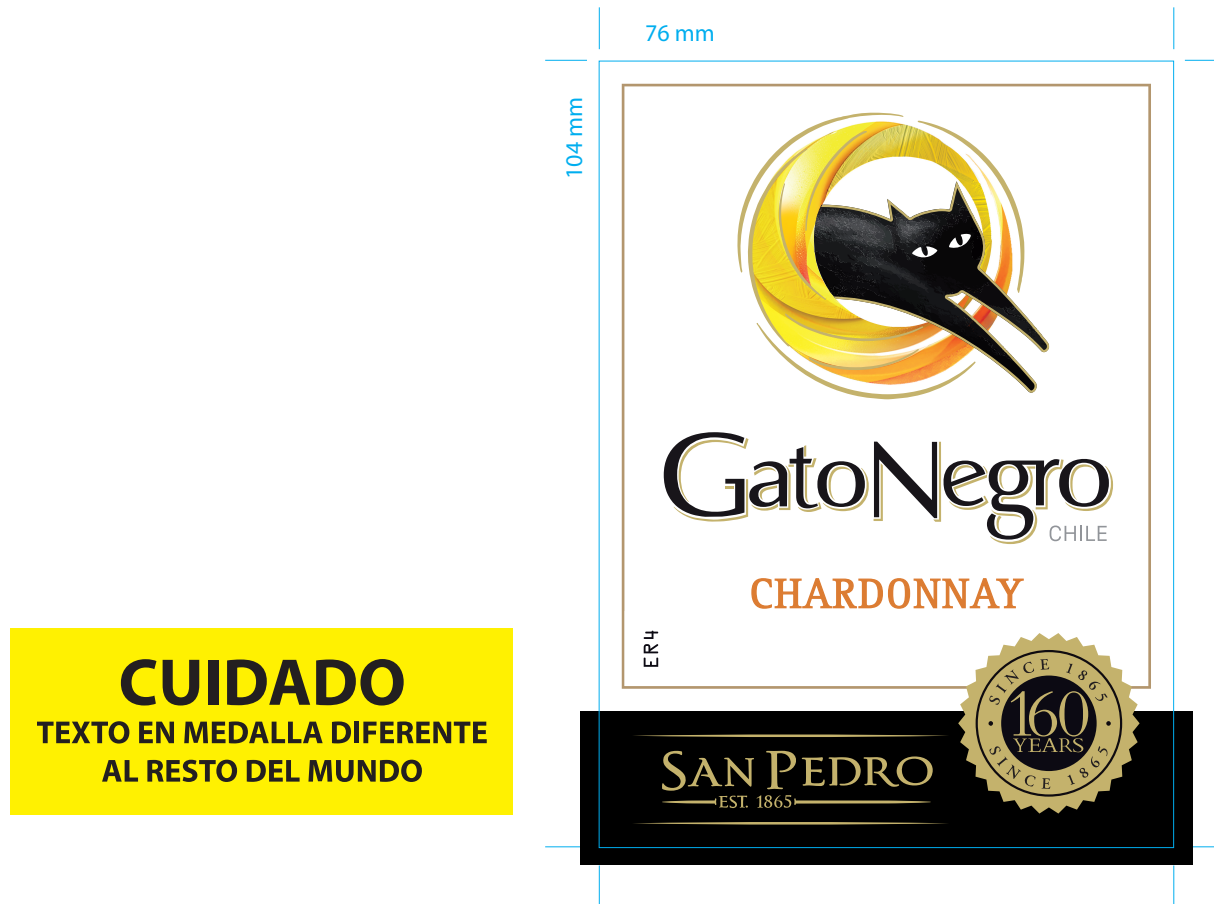 76 mm
104 mm
GatoNegro
CHILE
CHARDONNAY
ER4
SINCE 1865
160
YEARS
SINCE 1865
SAN PEDRO
EST. 1865
CUIDADO
TEXTO EN MEDALLA DIFERENTE
AL RESTO DEL MUNDO